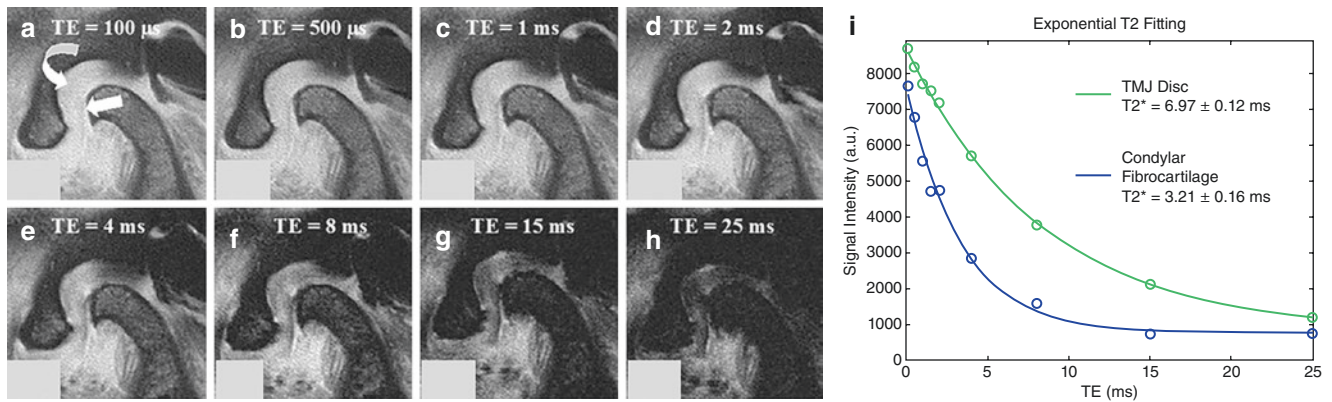 a TE = 100 μs
b TE = 500 μs
c TE = 1 ms
d TE = 2 ms
e TE = 4 ms
f TE = 8 ms
g TE = 15 ms
h TE = 25 ms
i
Exponential T2 Fitting
TMJ Disc
T2* = 6.97 ± 0.12 ms
Condylar
Fibrocartilage
T2* = 3.21 ± 0.16 ms
Signal Intensity (a.u.)
8000
7000
6000
5000
4000
3000
2000
1000
0
0 5 10 15 20 25
TE (ms)